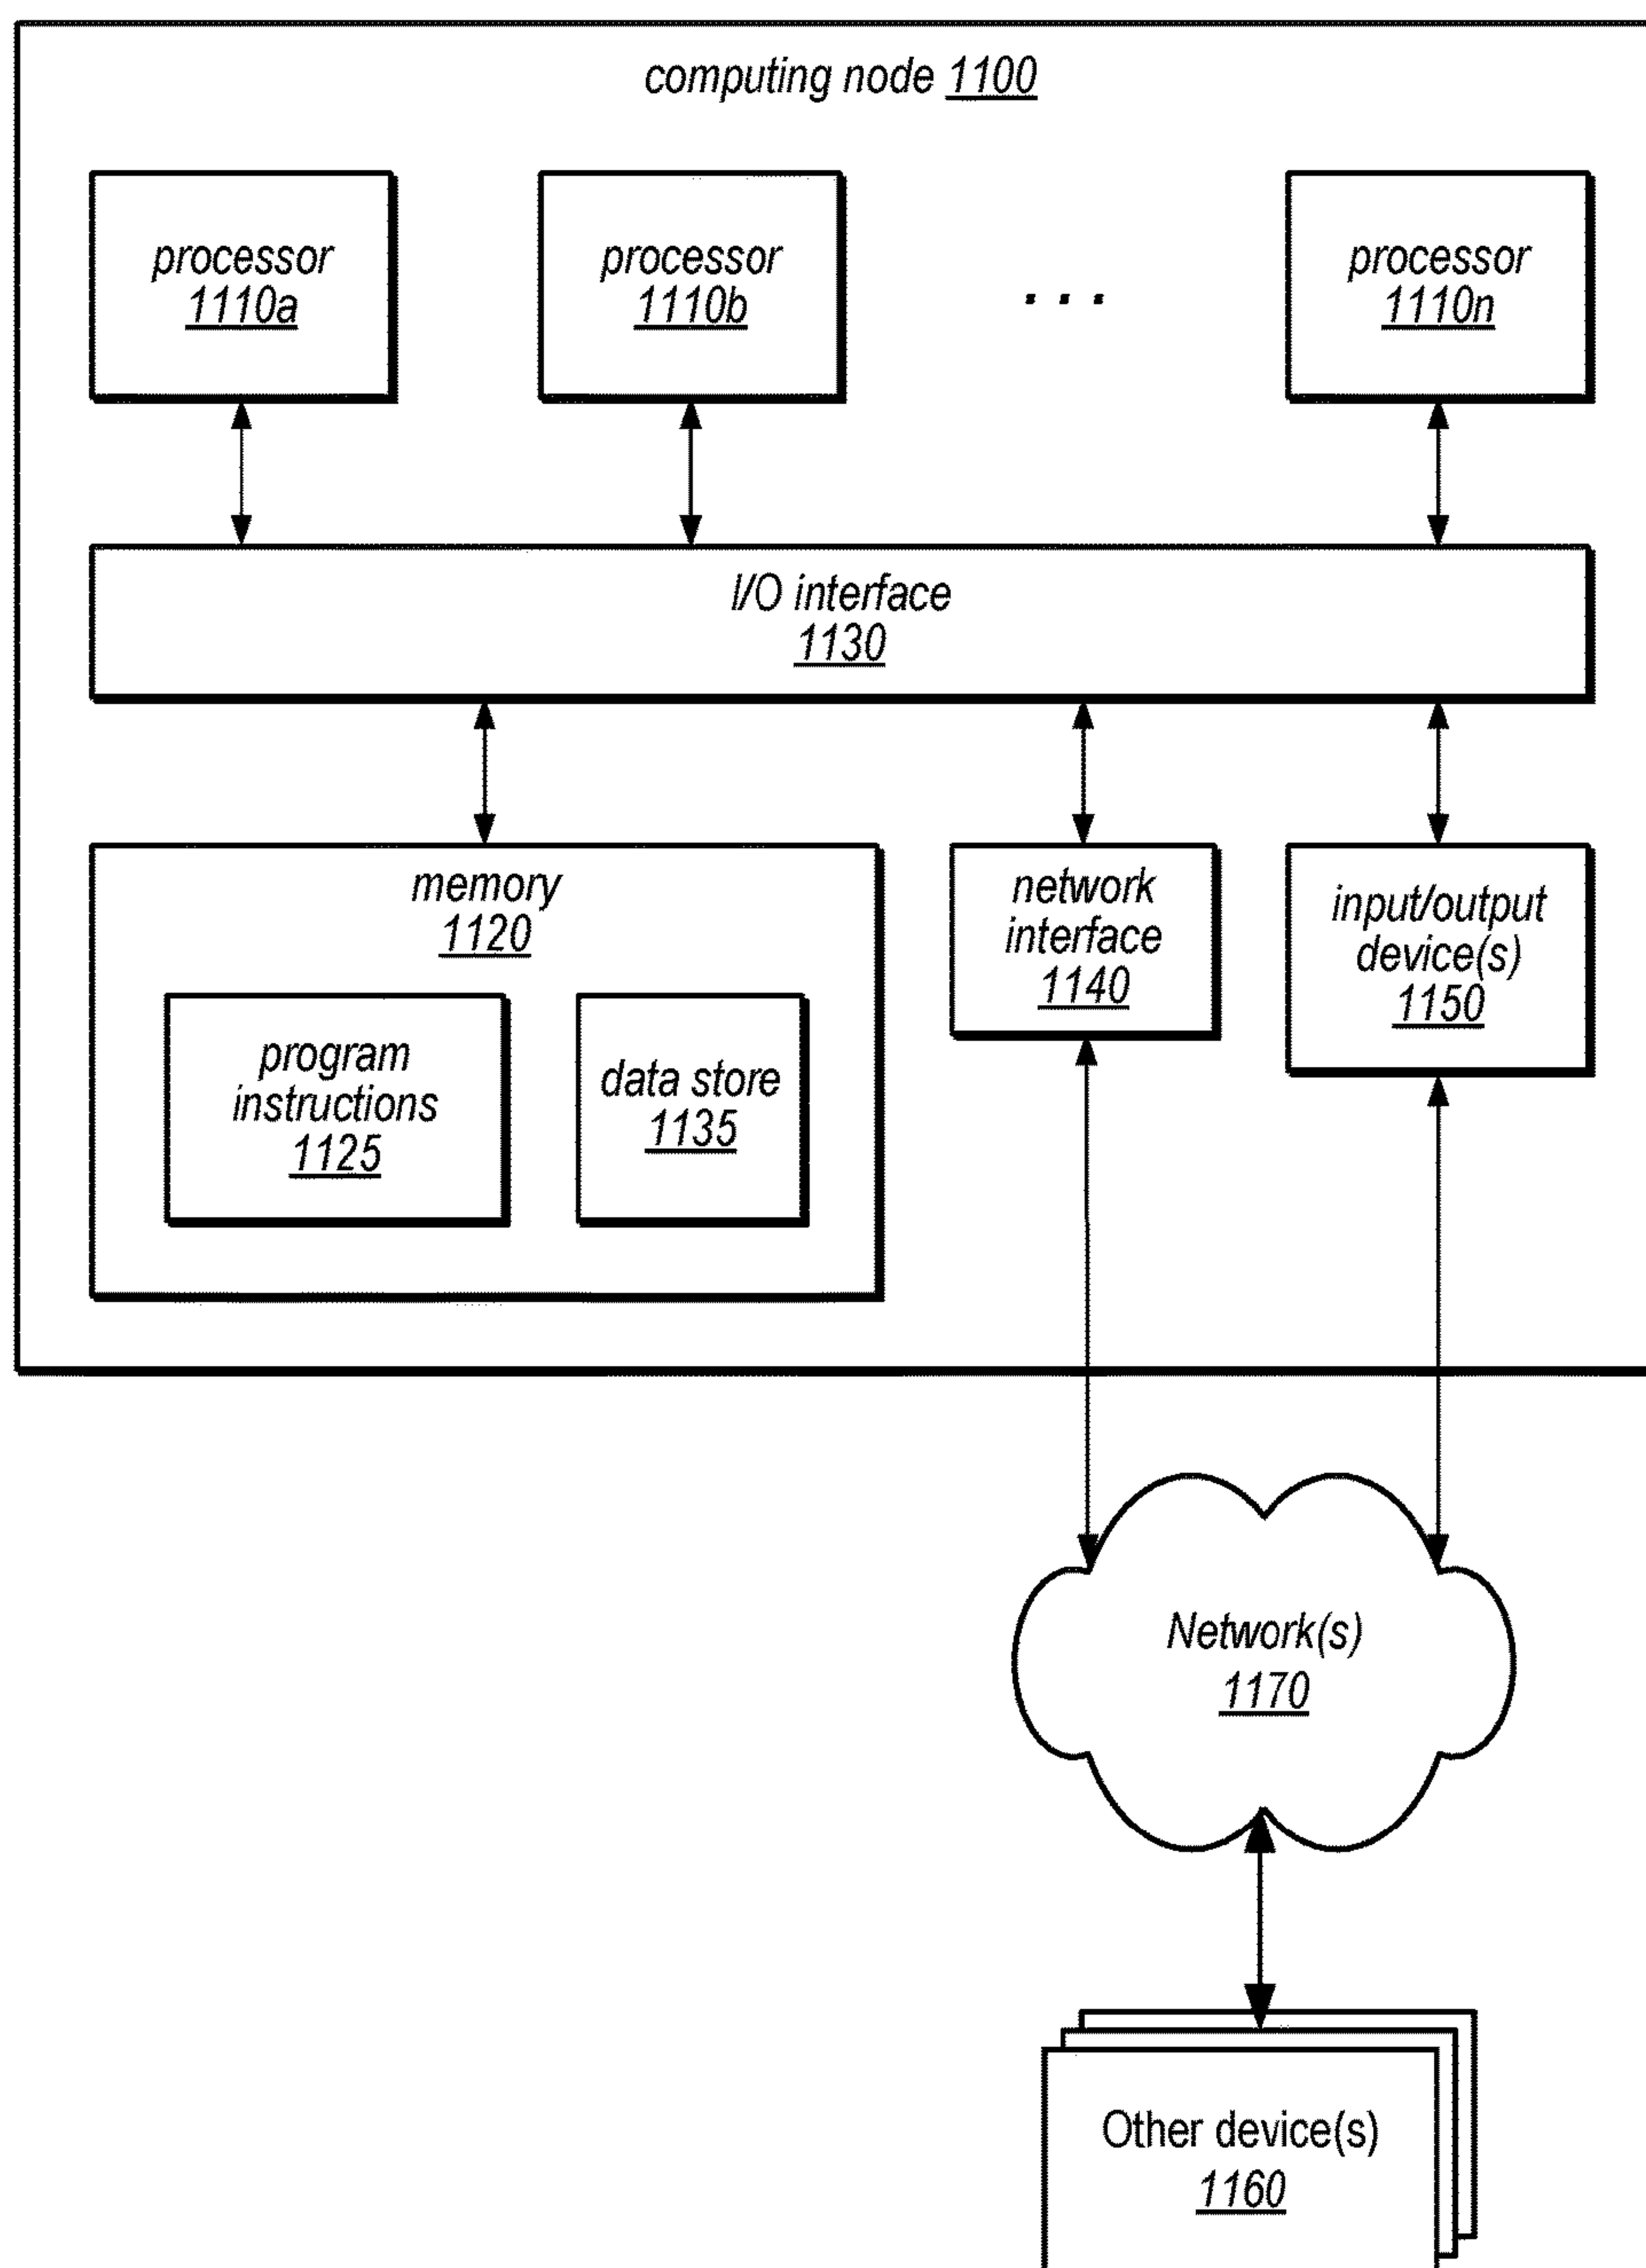 computing node 1100
processor
1110a
processor
1110b
. . .
processor
1110n
I/O interface
1130
memory
1120
program
instructions
1125
data store
1135
network
interface
1140
input/output
device(s)
1150
Network(s)
1170
Other device(s)
1160